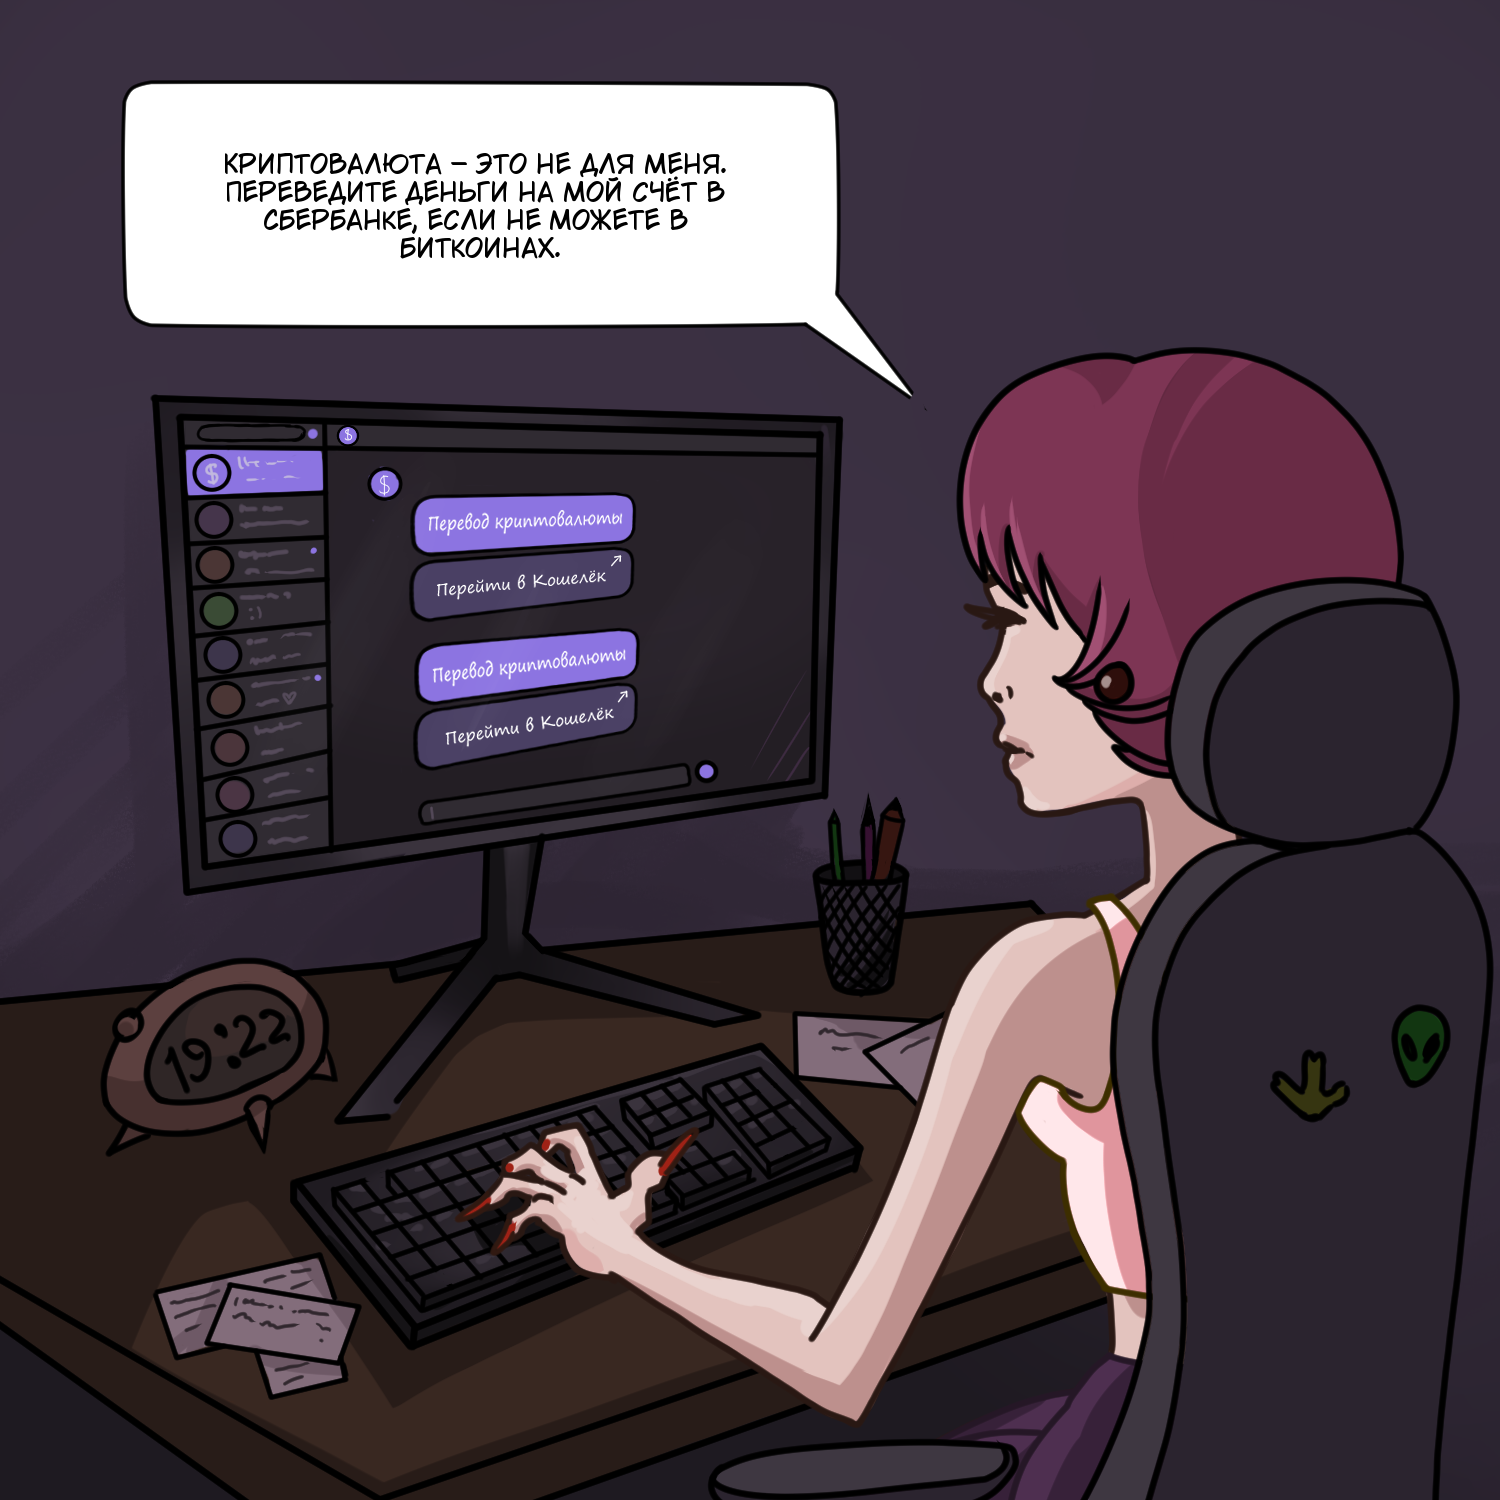 КРИПТОВАЛЮТА – ЭТО НЕ ДЛЯ МЕНЯ.
ПЕРЕВЕДИТЕ ДЕНЬГИ НА МОЙ СЧЁТ В
СБЕРБАНКЕ, ЕСЛИ НЕ МОЖЕТЕ В
БИТКОИНАХ.
$
$
$
Перевод криптовалюты
Перейти в Кошелёк
:)
Перевод криптовалюты
Перейти в Кошелёк
19:22